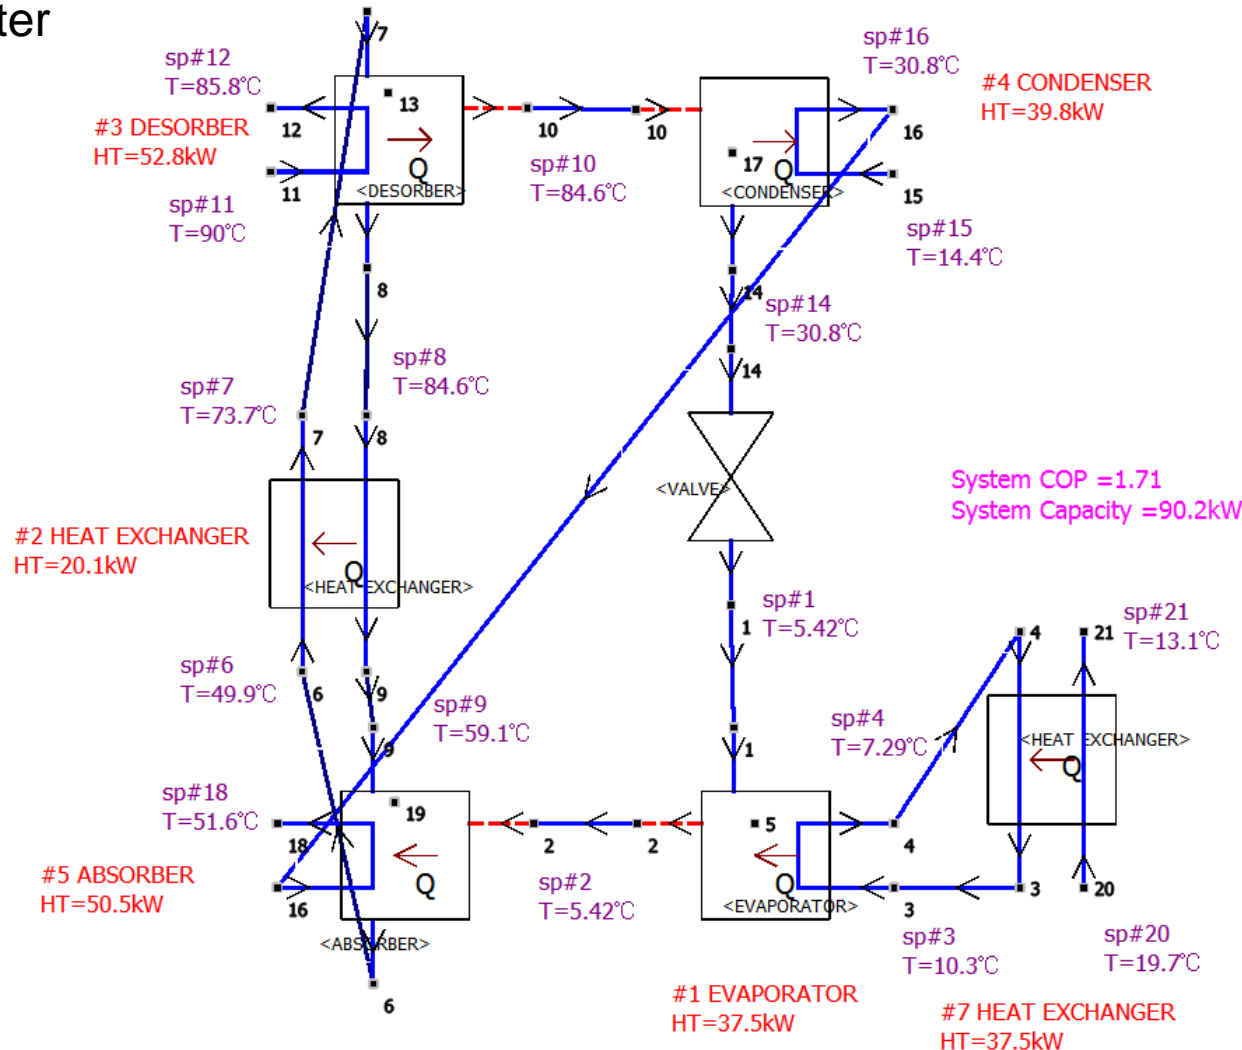 ter
7
sp#12
T=85.8℃
13
12
#3 DESORBER
HT=52.8kW
Q
11
<DESORBER>
sp#11
T=90℃
10
10
sp#10
T=84.6℃
sp#16
T=30.8℃
#4 CONDENSER
HT=39.8kW
16
17
Q
<CONDENSER>
15
sp#15
T=14.4℃
8
14
sp#14
T=30.8℃
sp#8
T=84.6℃
sp#7
T=73.7℃
14
7
8
<VALVE>
System COP =1.71
System Capacity =90.2kW
#2 HEAT EXCHANGER
HT=20.1kW
Q
<HEAT EXCHANGER>
sp#1
T=5.42℃
1
sp#21
T=13.1℃
4
21
sp#6
T=49.9℃
6
9
sp#9
T=59.1℃
9
1
sp#4
T=7.29℃
<HEAT EXCHANGER>
Q
sp#18
T=51.6℃
19
18
5
2
2
4
#5 ABSORBER
HT=50.5kW
16
Q
<ABSORBER>
sp#2
T=5.42℃
Q
<EVAPORATOR>
3
3
20
sp#3
T=10.3℃
sp#20
T=19.7℃
6
#1 EVAPORATOR
HT=37.5kW
#7 HEAT EXCHANGER
HT=37.5kW